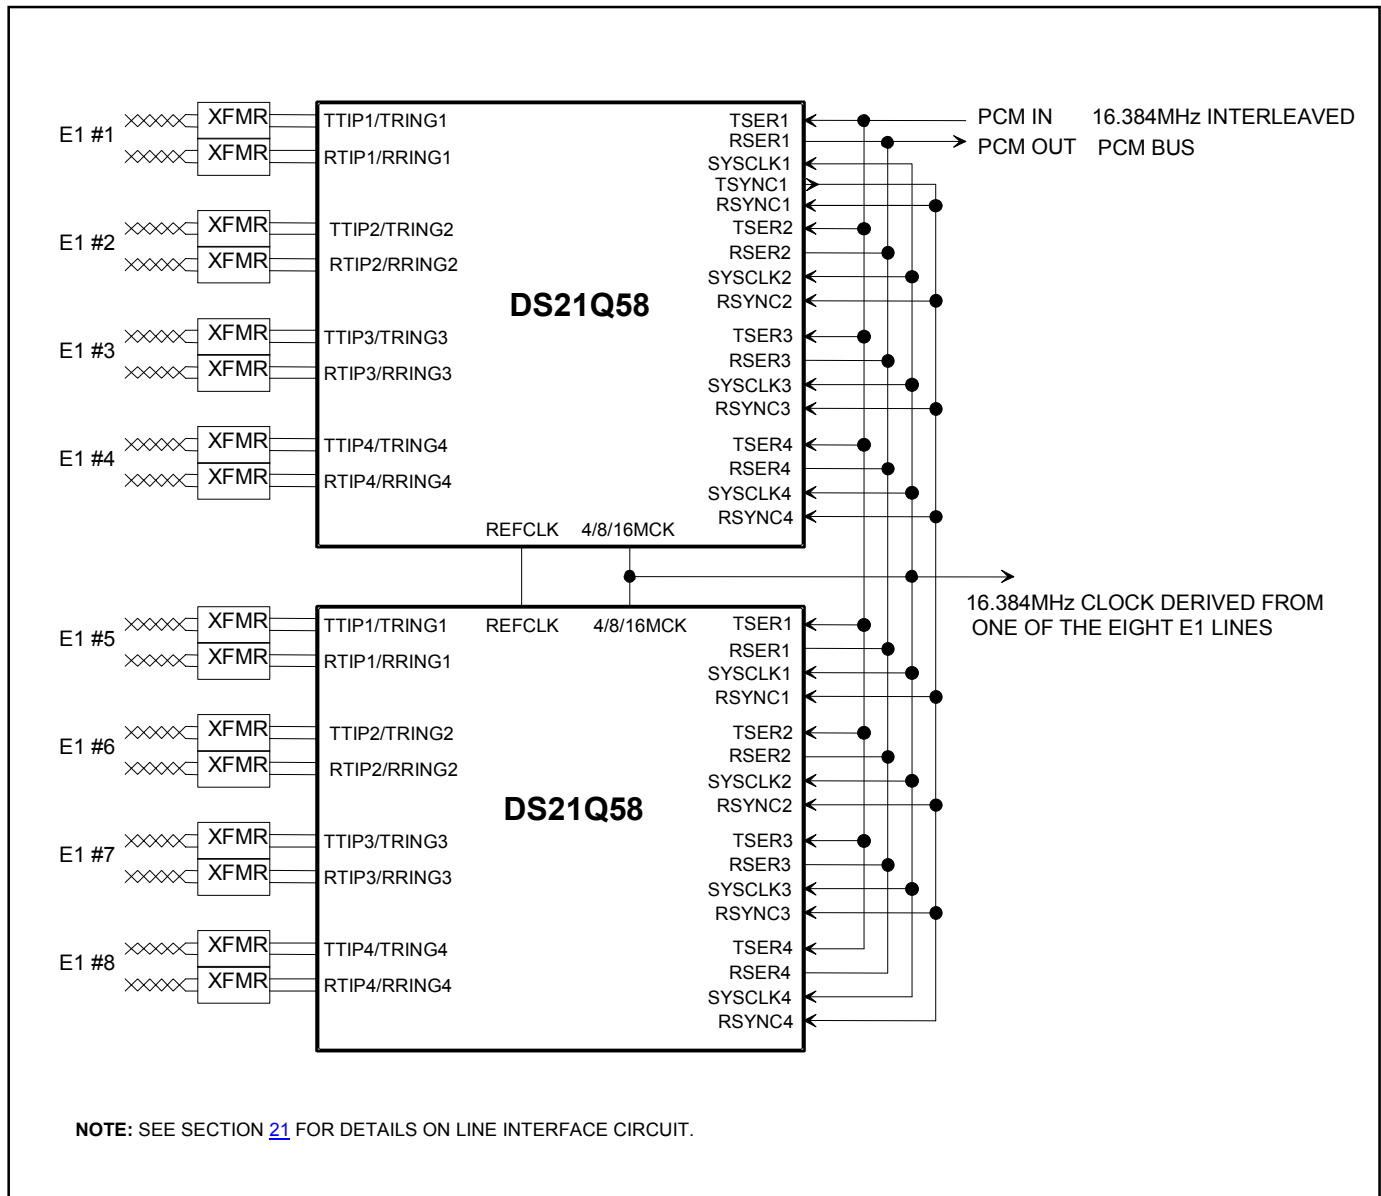 E1 #1
XFMR
XFMR
TTIP1/TRING1
RTIP1/RRING1
TSER1
RSER1
SYSCLK1
TSYNC1
RSYNC1
PCM IN 16.384MHz INTERLEAVED
PCM OUT PCM BUS
E1 #2
XFMR
XFMR
TTIP2/TRING2
RTIP2/RRING2
TSER2
RSER2
SYSCLK2
RSYNC2
DS21Q58
E1 #3
XFMR
XFMR
TTIP3/TRING3
RTIP3/RRING3
TSER3
RSER3
SYSCLK3
RSYNC3
E1 #4
XFMR
XFMR
TTIP4/TRING4
RTIP4/RRING4
TSER4
RSER4
SYSCLK4
RSYNC4
REFCLK 4/8/16MCK
16.384MHz CLOCK DERIVED FROM
ONE OF THE EIGHT E1 LINES
E1 #5
XFMR
XFMR
TTIP1/TRING1
RTIP1/RRING1
REFCLK 4/8/16MCK
TSER1
RSER1
SYSCLK1
RSYNC1
E1 #6
XFMR
XFMR
TTIP2/TRING2
RTIP2/RRING2
TSER2
RSER2
SYSCLK2
RSYNC2
DS21Q58
E1 #7
XFMR
XFMR
TTIP3/TRING3
RTIP3/RRING3
TSER3
RSER3
SYSCLK3
RSYNC3
E1 #8
XFMR
XFMR
TTIP4/TRING4
RTIP4/RRING4
TSER4
RSER4
SYSCLK4
RSYNC4
NOTE: SEE SECTION 21 FOR DETAILS ON LINE INTERFACE CIRCUIT.